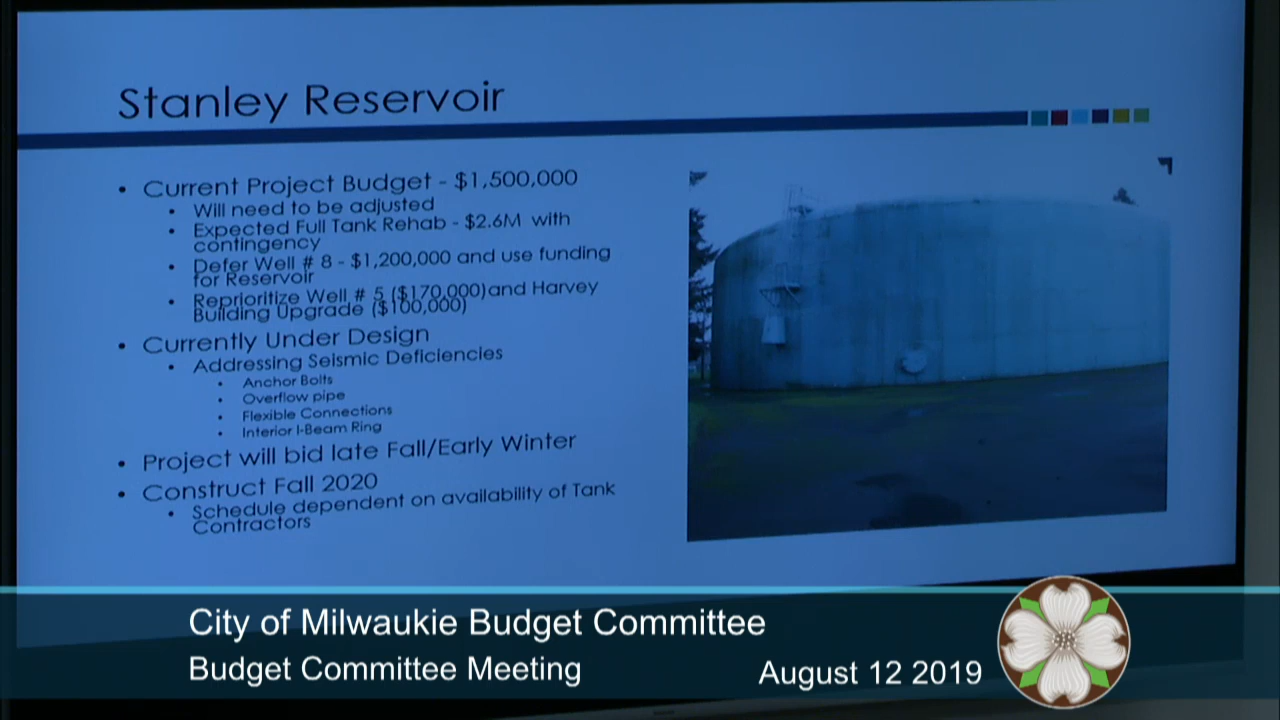 Stanley Reservoir
• Current Project Budget - $1,500,000
• Will need to be adjusted
• Expected Full Tank Rehab - $2.6M with
contingency
• Defer Well # 8 - $1,200,000 and use funding
for Reservoir
• Reprioritize Well # 5 ($170,000)and Harvey
Building Upgrade ($100,000)
• Currently Under Design
• Addressing Seismic Deficiencies
• Anchor Bolts
• Overflow pipe
• Flexible Connections
• Interior I-Beam Ring
• Project will bid late Fall/Early Winter
• Construct Fall 2020
• Schedule dependent on availability of Tank
Contractors
City of Milwaukie Budget Committee
Budget Committee Meeting
August 12 2019